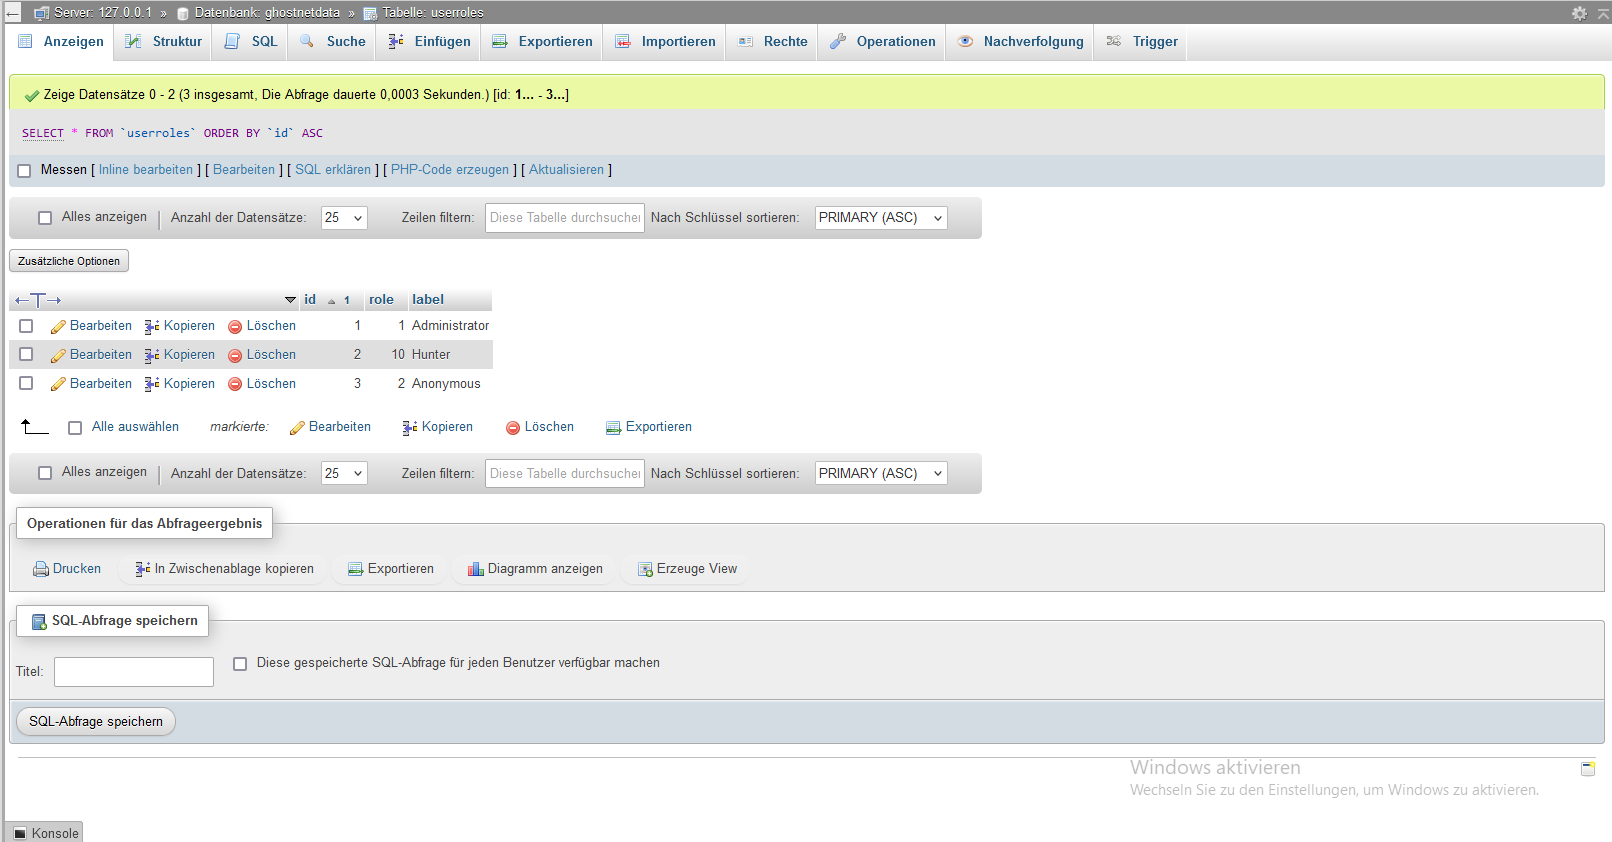 Server: 127.0.0.1 » Datenbank: ghostnetdata » Tabelle: userroles
Anzeigen Struktur SQL Suche Einfügen Exportieren Importieren Rechte Operationen Nachverfolgung Trigger
Zeige Datensätze 0 - 2 (3 insgesamt, Die Abfrage dauerte 0,0003 Sekunden.) [id: 1... - 3...]
SELECT * FROM `userroles` ORDER BY `id` ASC
Messen [ Inline bearbeiten ] [ Bearbeiten ] [ SQL erklären ] [ PHP-Code erzeugen ] [ Aktualisieren ]
Alles anzeigen | Anzahl der Datensätze: 25 Zeilen filtern: Diese Tabelle durchsuchen Nach Schlüssel sortieren: PRIMARY (ASC)
Zusätzliche Optionen
id 1 role label
Bearbeiten Kopieren Löschen 1 1 Administrator
Bearbeiten Kopieren Löschen 2 10 Hunter
Bearbeiten Kopieren Löschen 3 2 Anonymous
Alle auswählen markierte: Bearbeiten Kopieren Löschen Exportieren
Alles anzeigen | Anzahl der Datensätze: 25 Zeilen filtern: Diese Tabelle durchsuchen Nach Schlüssel sortieren: PRIMARY (ASC)
Operationen für das Abfrageergebnis
Drucken In Zwischenablage kopieren Exportieren Diagramm anzeigen Erzeuge View
SQL-Abfrage speichern
Titel: Diese gespeicherte SQL-Abfrage für jeden Benutzer verfügbar machen
SQL-Abfrage speichern
Windows aktivieren
Wechseln Sie zu den Einstellungen, um Windows zu aktivieren.
Konsole